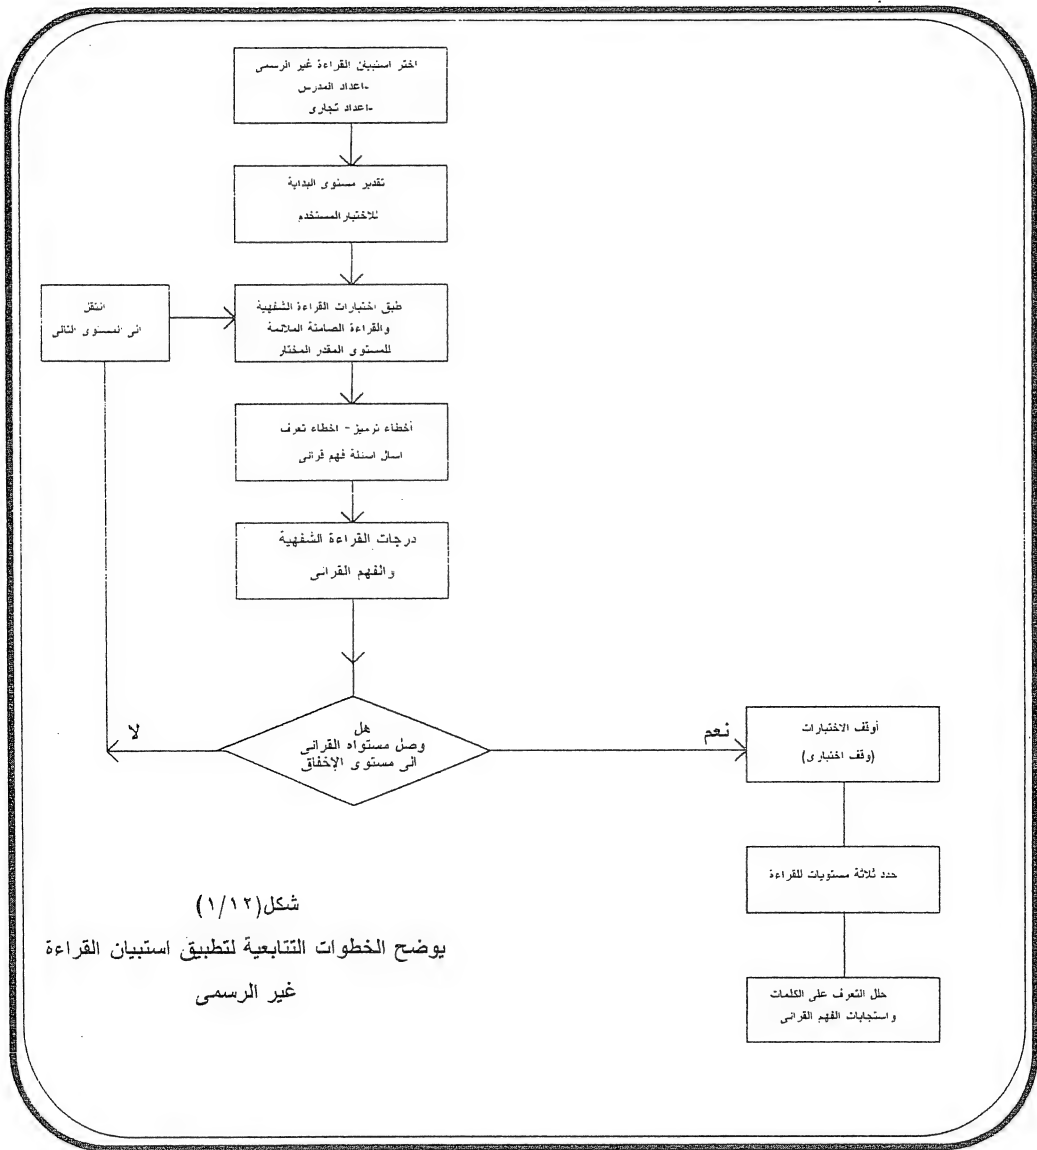 اختر استبيان القراءة غير الرسمى
-اعداد المدرس
-اعداد تجارى
تقدير مستوى البداية
للاختبار المستخدم
طبق اختبارات القراءة الشفهية
والقراءة الصامتة الملائمة
للمستوى المقدر المختار
انتقل
الى المستوى التالى
أخطاء ترميز - اخطاء تعرف
اسال اسئلة فهم قرائى
درجات القراءة الشفهية
والفهم القرائى
هل
وصل مستواه القرائى
الى مستوى الإخفاق
لا
نعم
أوقف الاختبارات
(وقف اختبارى)
حدد ثلاثة مستويات للقراءة
حلل التعرف على الكلمات
واستجابات الفهم القرائى
شكل(١/١٢)
يوضح الخطوات التتابعية لتطبيق استبيان القراءة
غير الرسمى